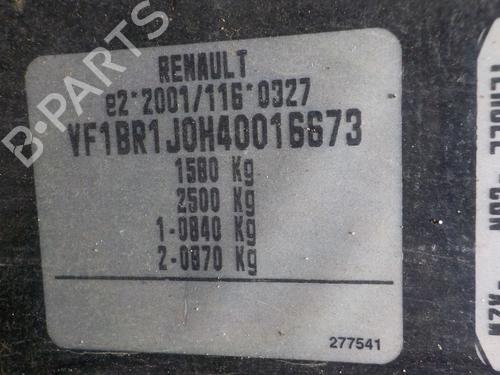 B-PARTS
RENAULT
e2*2001/116*0327
VF1BR1J0H40016673
1580 Kg
2500 Kg
1-0840 Kg
2-0870 Kg
277541